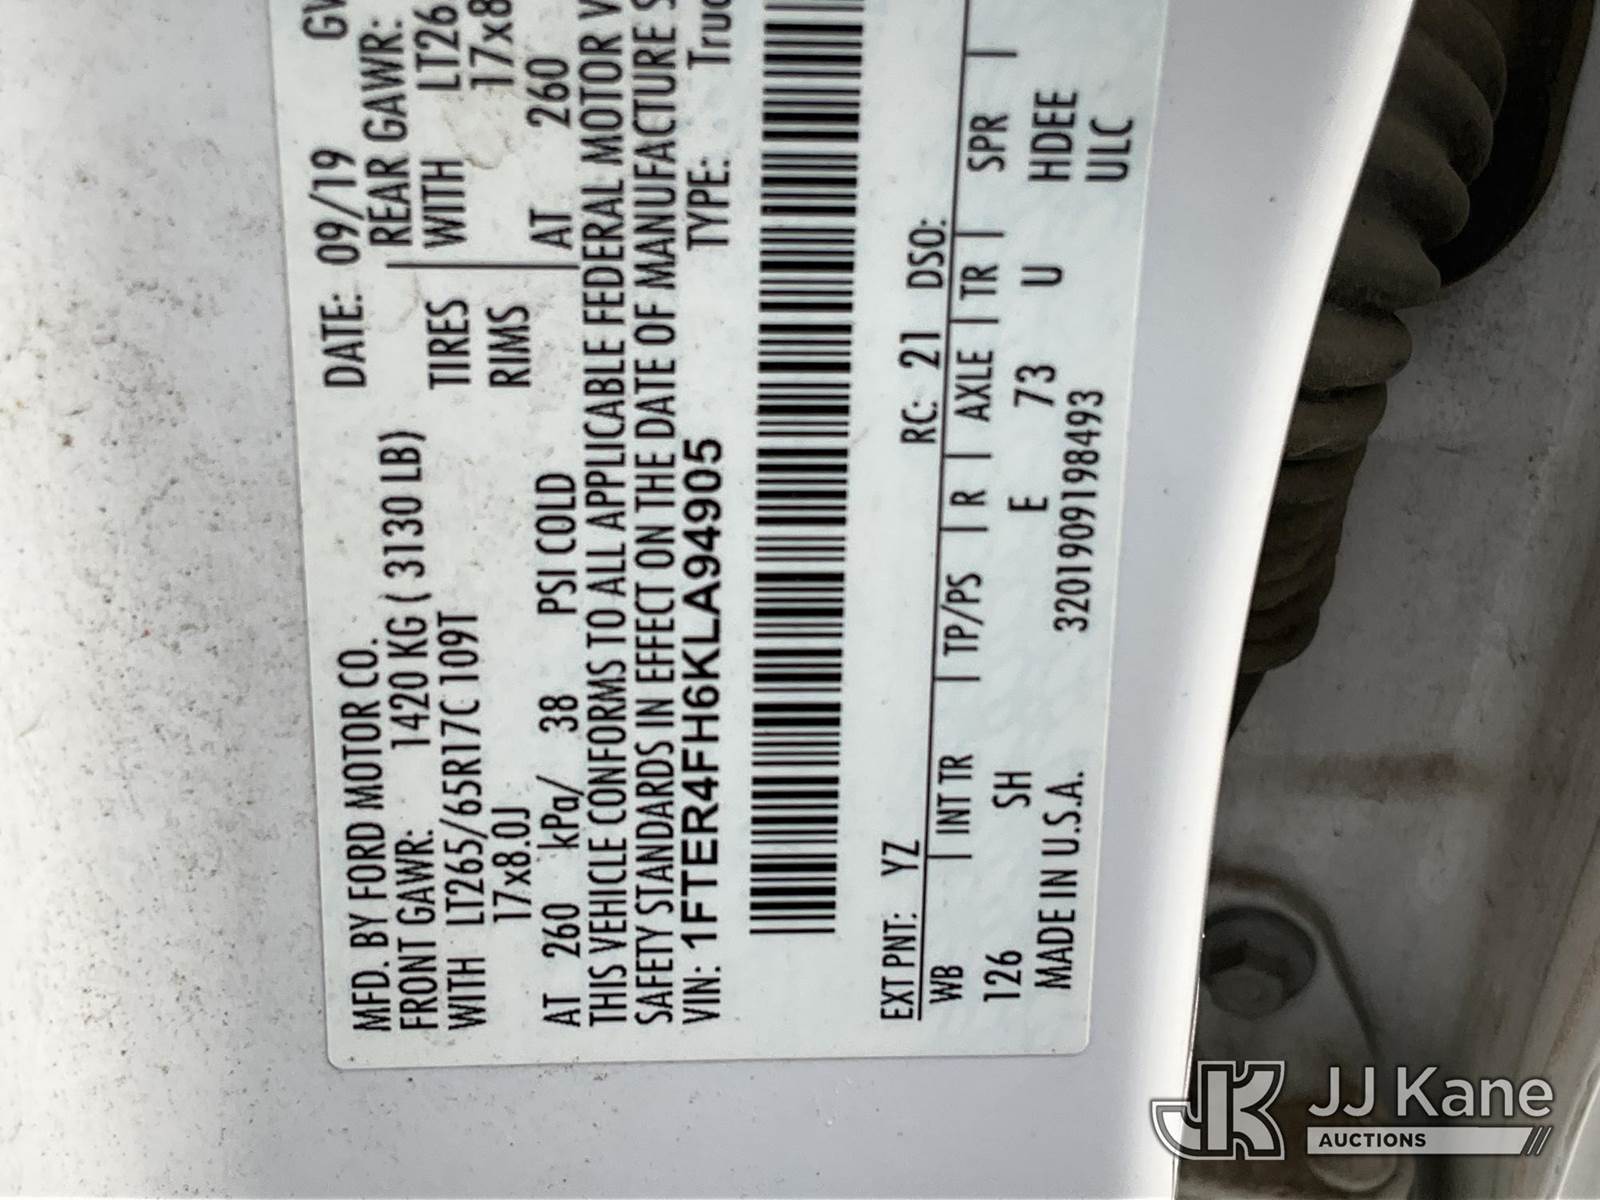 MFD. BY FORD MOTOR CO. DATE: 09/19
FRONT GAWR: 1420 KG ( 3130 LB) REAR GAWR:
WITH LT265/65R17C 109T TIRES WITH LT26
17x8.0J RIMS 17x8
AT 260 kPa/ 38 PSI COLD AT 260
THIS VEHICLE CONFORMS TO ALL APPLICABLE FEDERAL MOTOR V
SAFETY STANDARDS IN EFFECT ON THE DATE OF MANUFACTURE S
VIN: 1FTER4FH6KLA94905 TYPE: Truc
EXT PNT: YZ RC: 21 DSO:
WB | INT TR | TP/PS | R | AXLE | TR | SPR |
126 SH E 73 U HDEE
MADE IN U.S.A. 3201909198493 ULC
JK JJ Kane
AUCTIONS